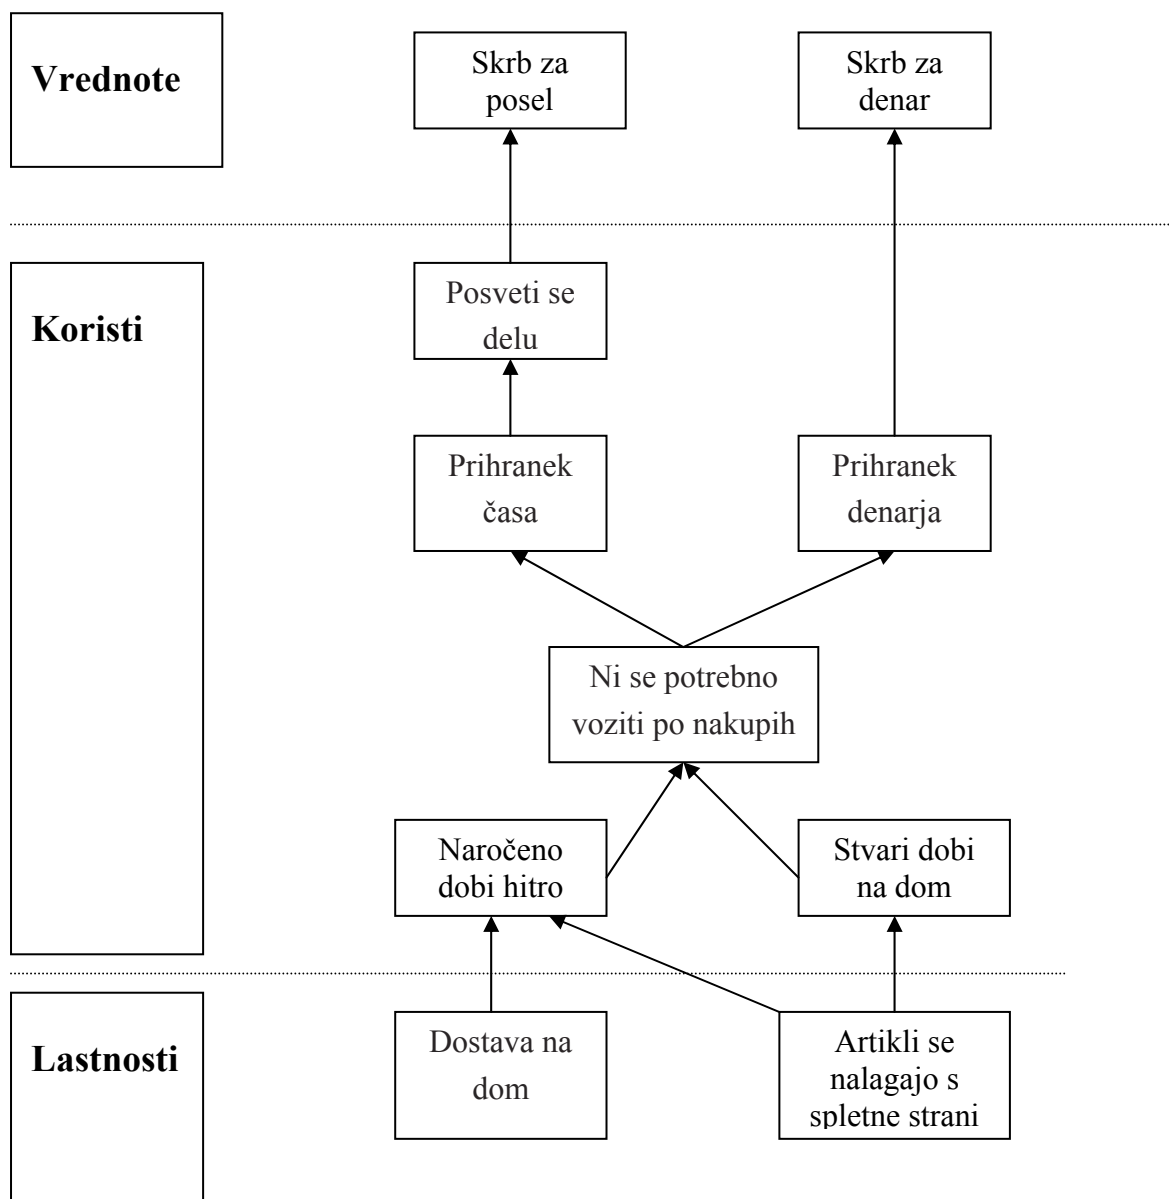 Vrednote
Skrb za
posel
Skrb za
denar
Koristi
Posveti se
delu
Prihranek
časa
Prihranek
denarja
Ni se potrebno
voziti po nakupih
Naročeno
dobi hitro
Stvari dobi
na dom
Lastnosti
Dostava na
dom
Artikli se
nalagajo s
spletne strani